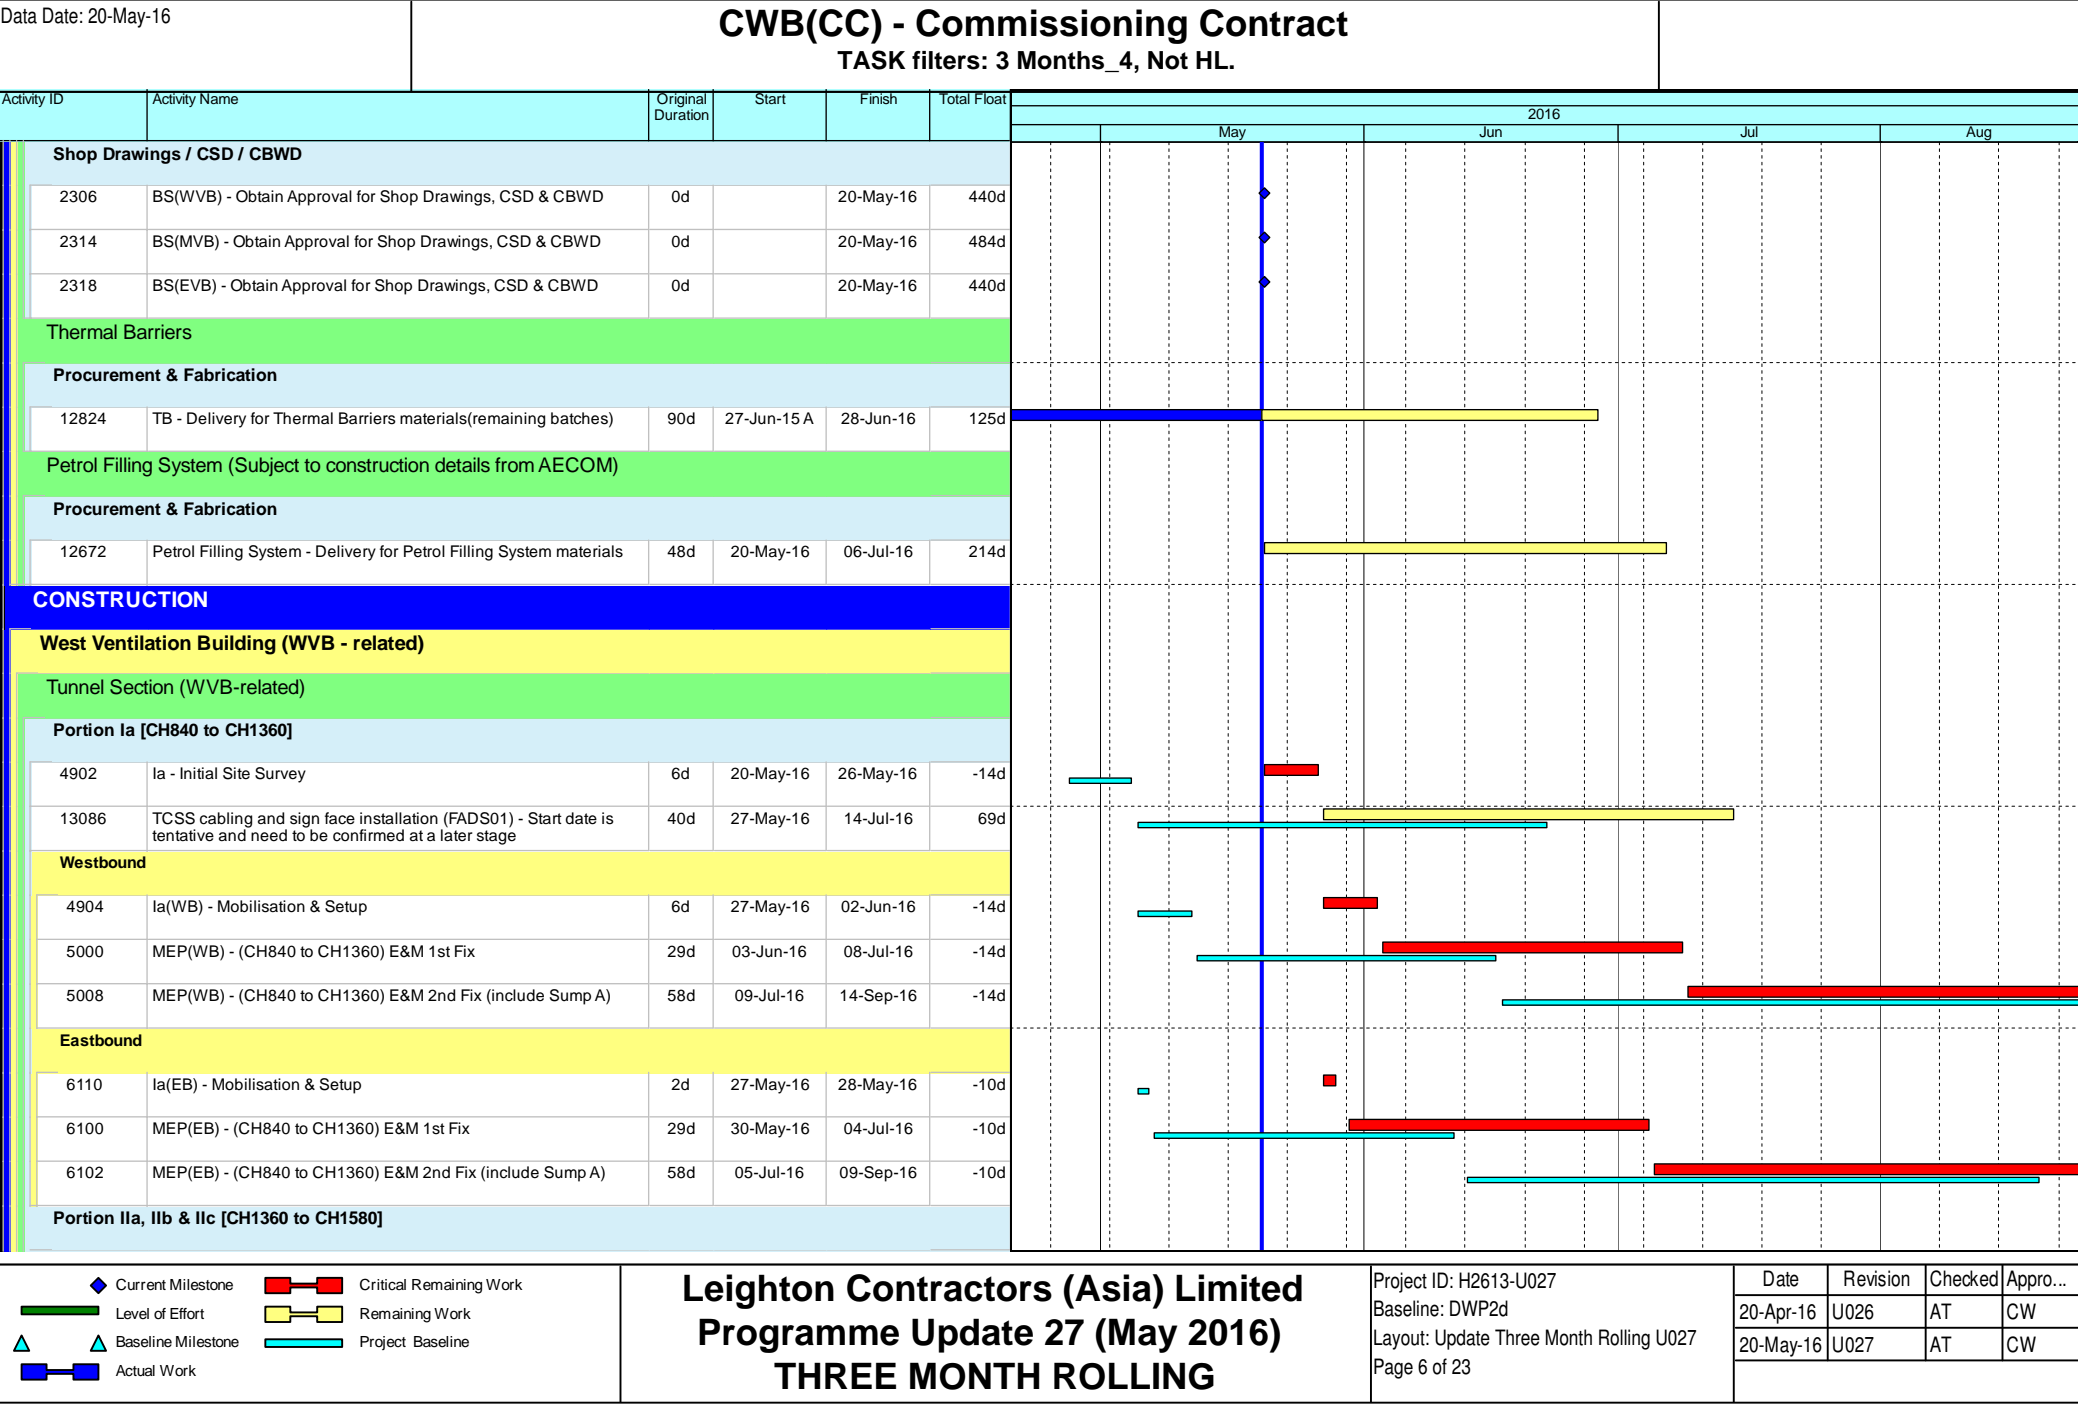 Data Date: 20-May-16
CWB(CC) - Commissioning Contract
TASK filters: 3 Months_4, Not HL.
Activity ID Activity Name Original Duration Start Finish Total Float
2016
May Jun Jul Aug
Shop Drawings / CSD / CBWD
2306 BS(WVB) - Obtain Approval for Shop Drawings, CSD & CBWD 0d 20-May-16 440d
2314 BS(MVB) - Obtain Approval for Shop Drawings, CSD & CBWD 0d 20-May-16 484d
2318 BS(EVB) - Obtain Approval for Shop Drawings, CSD & CBWD 0d 20-May-16 440d
Thermal Barriers
Procurement & Fabrication
12824 TB - Delivery for Thermal Barriers materials(remaining batches) 90d 27-Jun-15 A 28-Jun-16 125d
Petrol Filling System (Subject to construction details from AECOM)
Procurement & Fabrication
12672 Petrol Filling System - Delivery for Petrol Filling System materials 48d 20-May-16 06-Jul-16 214d
CONSTRUCTION
West Ventilation Building (WVB - related)
Tunnel Section (WVB-related)
Portion Ia [CH840 to CH1360]
4902 Ia - Initial Site Survey 6d 20-May-16 26-May-16 -14d
13086 TCSS cabling and sign face installation (FADS01) - Start date is 40d 27-May-16 14-Jul-16 69d
tentative and need to be confirmed at a later stage
Westbound
4904 Ia(WB) - Mobilisation & Setup 6d 27-May-16 02-Jun-16 -14d
5000 MEP(WB) - (CH840 to CH1360) E&M 1st Fix 29d 03-Jun-16 08-Jul-16 -14d
5008 MEP(WB) - (CH840 to CH1360) E&M 2nd Fix (include Sump A) 58d 09-Jul-16 14-Sep-16 -14d
Eastbound
6110 Ia(EB) - Mobilisation & Setup 2d 27-May-16 28-May-16 -10d
6100 MEP(EB) - (CH840 to CH1360) E&M 1st Fix 29d 30-May-16 04-Jul-16 -10d
6102 MEP(EB) - (CH840 to CH1360) E&M 2nd Fix (include Sump A) 58d 05-Jul-16 09-Sep-16 -10d
Portion IIa, IIb & IIc [CH1360 to CH1580]
Current Milestone Critical Remaining Work
Level of Effort Remaining Work
Baseline Milestone Project Baseline
Actual Work
Leighton Contractors (Asia) Limited
Programme Update 27 (May 2016)
THREE MONTH ROLLING
Project ID: H2613-U027
Baseline: DWP2d
Layout: Update Three Month Rolling U027
Page 6 of 23
Date Revision Checked Appro...
20-Apr-16 U026 AT CW
20-May-16 U027 AT CW